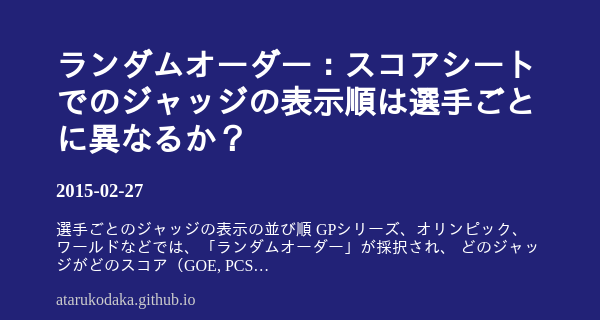 ランダムオーダー：スコアシート
でのジャッジの表示順は選手ごと
に異なるか？
2015-02-27
選手ごとのジャッジの表示の並び順 GPシリーズ、オリンピック、
ワールドなどでは、「ランダムオーダー」が採択され、 どのジャッ
ジがどのスコア（GOE, PCS…
atarukodaka.github.io